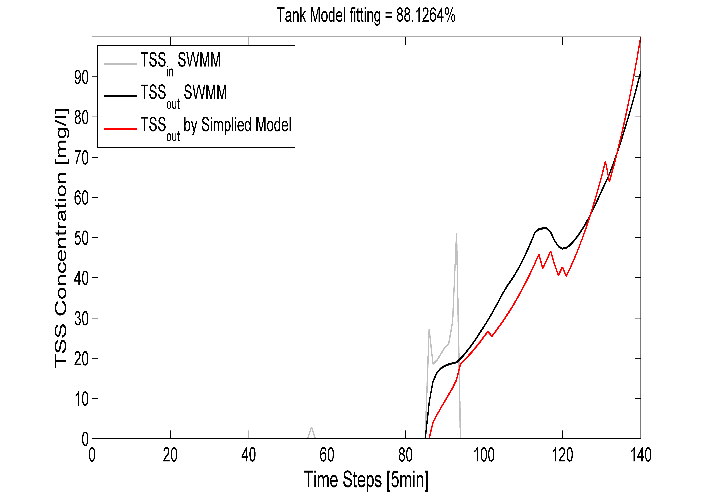 Tank Model fitting = 88.1264%
TSSin SWMM
TSSout SWMM
TSSout by Simplied Model
TSS Concentration [mg/l]
90
80
70
60
50
40
30
20
10
0
0 20 40 60 80 100 120 140
Time Steps [5min]